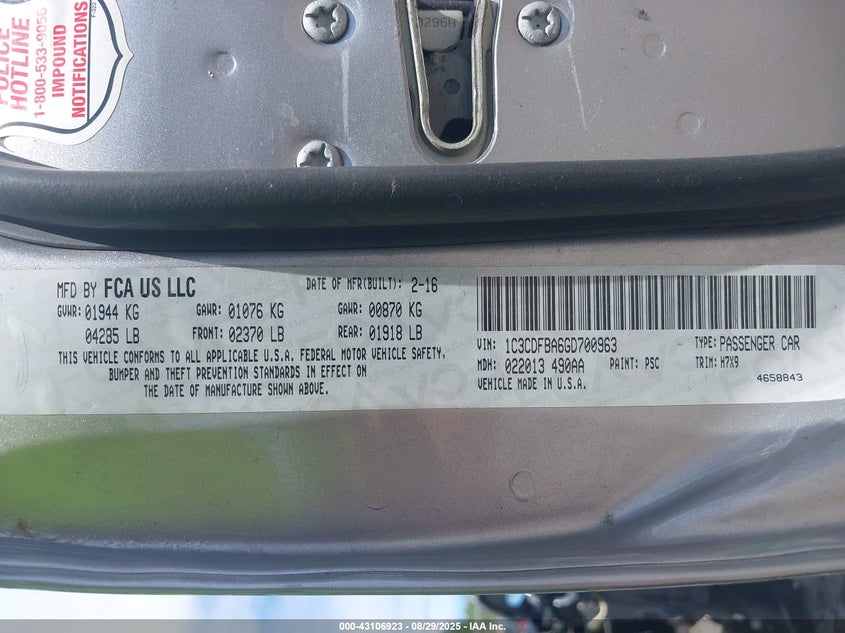 POLICE
HOTLINE
1-800-533-9056
IMPOUND
NOTIFICATIONS
F-322
0296A
MFD BY FCA US LLC
DATE OF MFR(BUILT): 2-16
GVWR: 01944 KG
GAWR: 01076 KG
GAWR: 00870 KG
04285 LB
FRONT: 02370 LB
REAR: 01918 LB
THIS VEHICLE CONFORMS TO ALL APPLICABLE U.S.A. FEDERAL MOTOR VEHICLE SAFETY,
BUMPER AND THEFT PREVENTION STANDARDS IN EFFECT ON
THE DATE OF MANUFACTURE SHOWN ABOVE.
VIN: 1C3CDFBA6GD700963
TYPE: PASSENGER CAR
MDH: 022013 490AA
PAINT: PSC
TRIM: H7X9
VEHICLE MADE IN U.S.A.
4658843
000-43106923 - 08/29/2025 - IAA Inc.